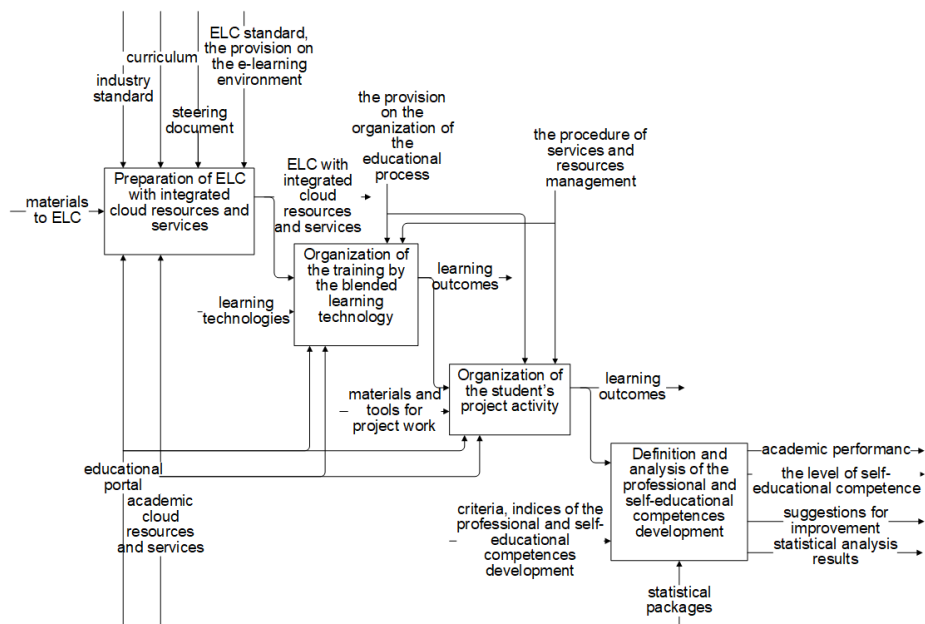 ELC standard,
the provision on
the e-learning
environment
curriculum
industry
standard
steering
document
the provision
on the
organization of
the
educational
process
the procedure of
services and
resources
management
materials
to ELC
Preparation of ELC
with integrated
cloud resources and
services
ELC with
integrated
cloud
resources
and services
Organization of
the training by
the blended
learning
technology
learning
outcomes
learning
technologies
Organization of
the student's
project activity
learning
outcomes
materials and
tools for
project work
educational
portal
academic
cloud
resources
and services
Definition and
analysis of the
professional and
self-educational
competences
development
criteria, indices of the
professional and self-
educational
competences
development
academic performanc
the level of self-
educational competence
suggestions for
improvement
statistical analysis
results
statistical
packages